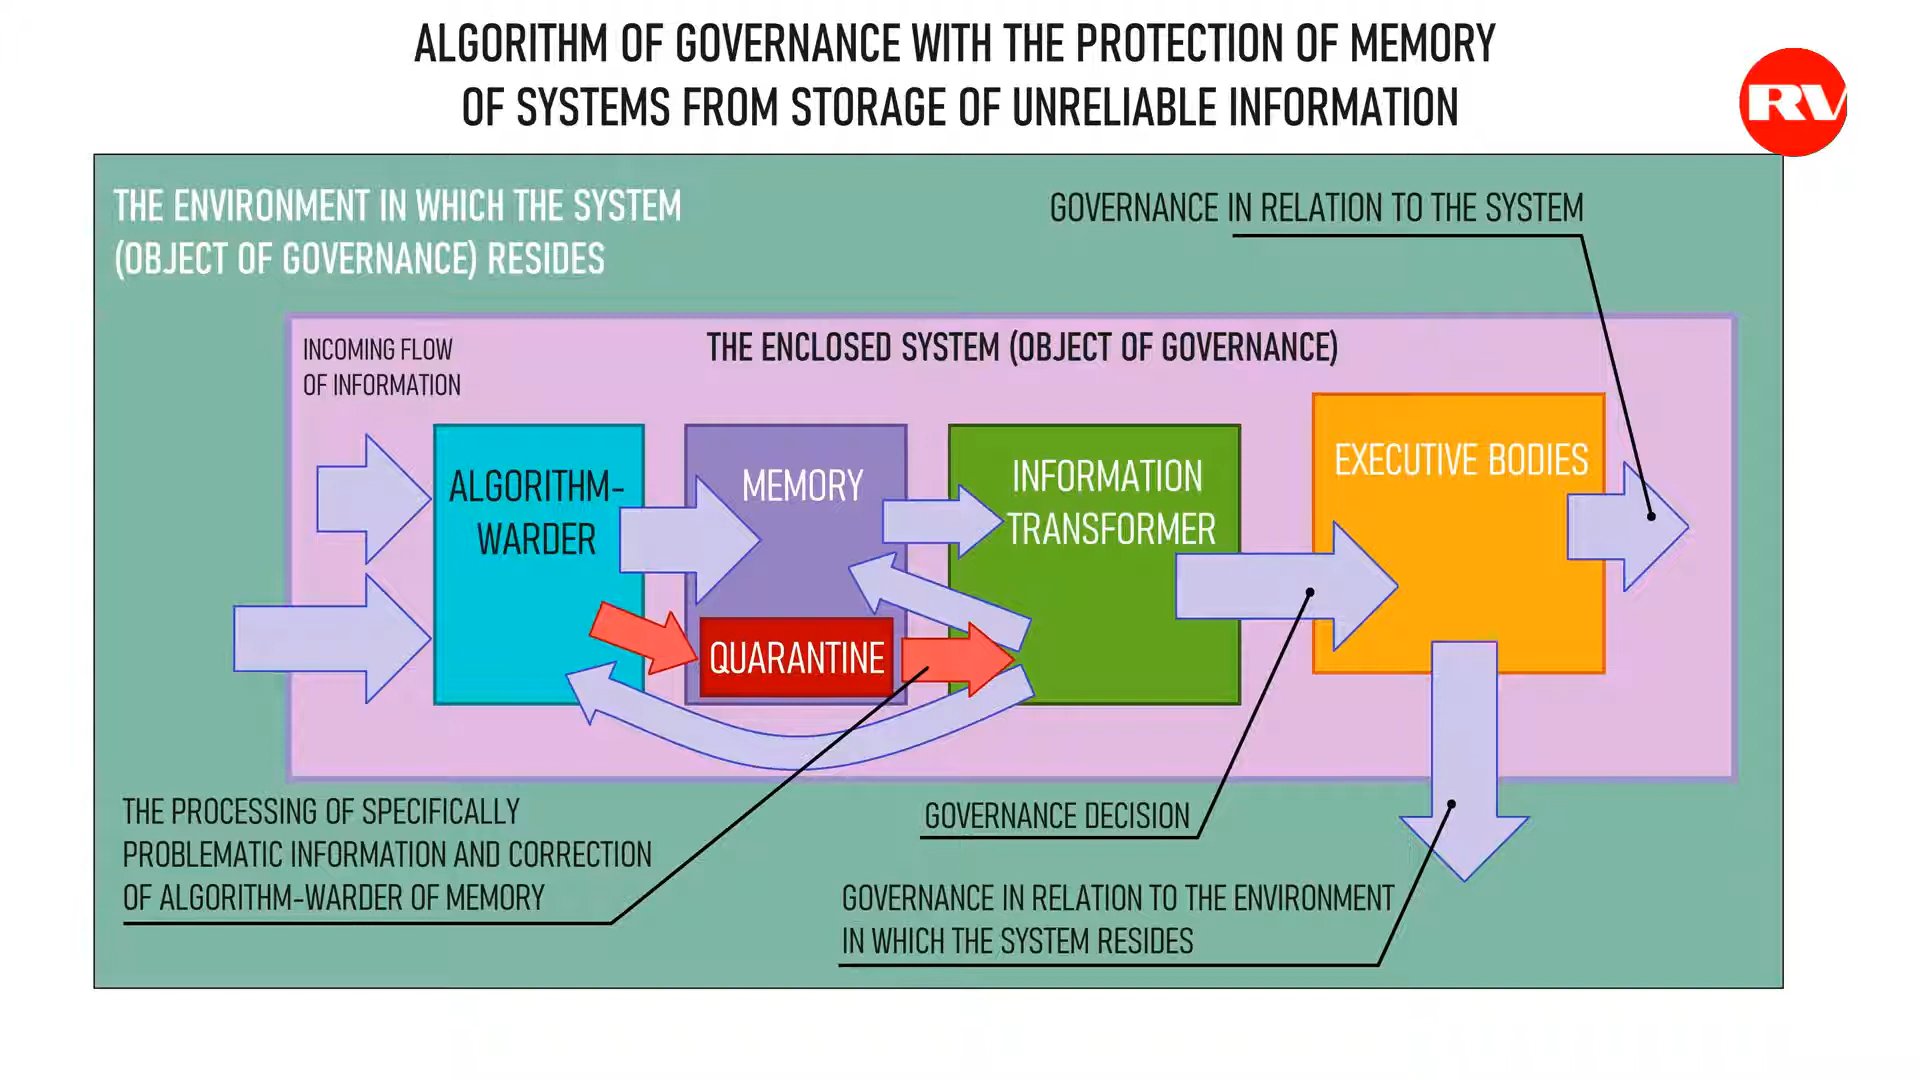 ALGORITHM OF GOVERNANCE WITH THE PROTECTION OF MEMORY
OF SYSTEMS FROM STORAGE OF UNRELIABLE INFORMATION
RV
THE ENVIRONMENT IN WHICH THE SYSTEM
(OBJECT OF GOVERNANCE) RESIDES
GOVERNANCE IN RELATION TO THE SYSTEM
INCOMING FLOW
OF INFORMATION
THE ENCLOSED SYSTEM (OBJECT OF GOVERNANCE)
ALGORITHM-
WARDER
MEMORY
QUARANTINE
INFORMATION
TRANSFORMER
EXECUTIVE BODIES
THE PROCESSING OF SPECIFICALLY
PROBLEMATIC INFORMATION AND CORRECTION
OF ALGORITHM-WARDER OF MEMORY
GOVERNANCE DECISION
GOVERNANCE IN RELATION TO THE ENVIRONMENT
IN WHICH THE SYSTEM RESIDES